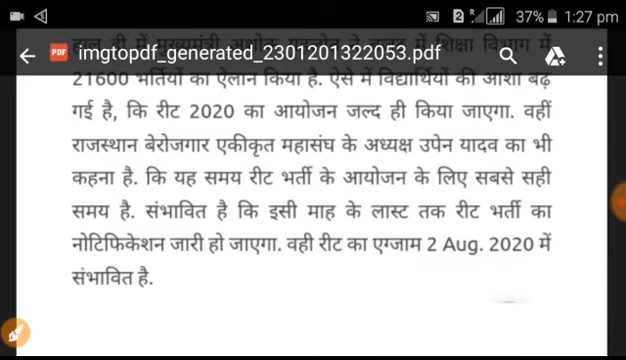 37% 1:27 pm
imgtopdf_generated_2301201322053.pdf
हाल ही में मुख्यमंत्री अशोक में शिक्षा विभाग में
21600 भर्तियों का ऐलान किया है. ऐसे में विद्यार्थियों की आशा बढ़
गई है, कि रीट 2020 का आयोजन जल्द ही किया जाएगा. वहीं
राजस्थान बेरोजगार एकीकृत महासंघ के अध्यक्ष उपेन यादव का भी
कहना है. कि यह समय रीट भर्ती के आयोजन के लिए सबसे सही
समय है. संभावित है कि इसी माह के लास्ट तक रीट भर्ती का
नोटिफिकेशन जारी हो जाएगा. वही रीट का एग्जाम 2 Aug. 2020 में
संभावित है.